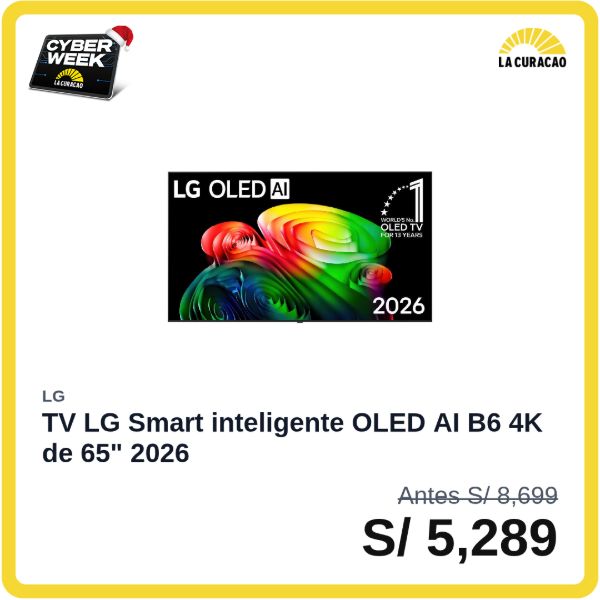 CYBER
WEEK
LA CURACAO
LA CURACAO
LG OLED AI
1
WORLD'S No.
OLED TV
FOR 13 YEARS
2026
LG
TV LG Smart inteligente OLED AI B6 4K
de 65" 2026
Antes S/ 8,699
S/ 5,289